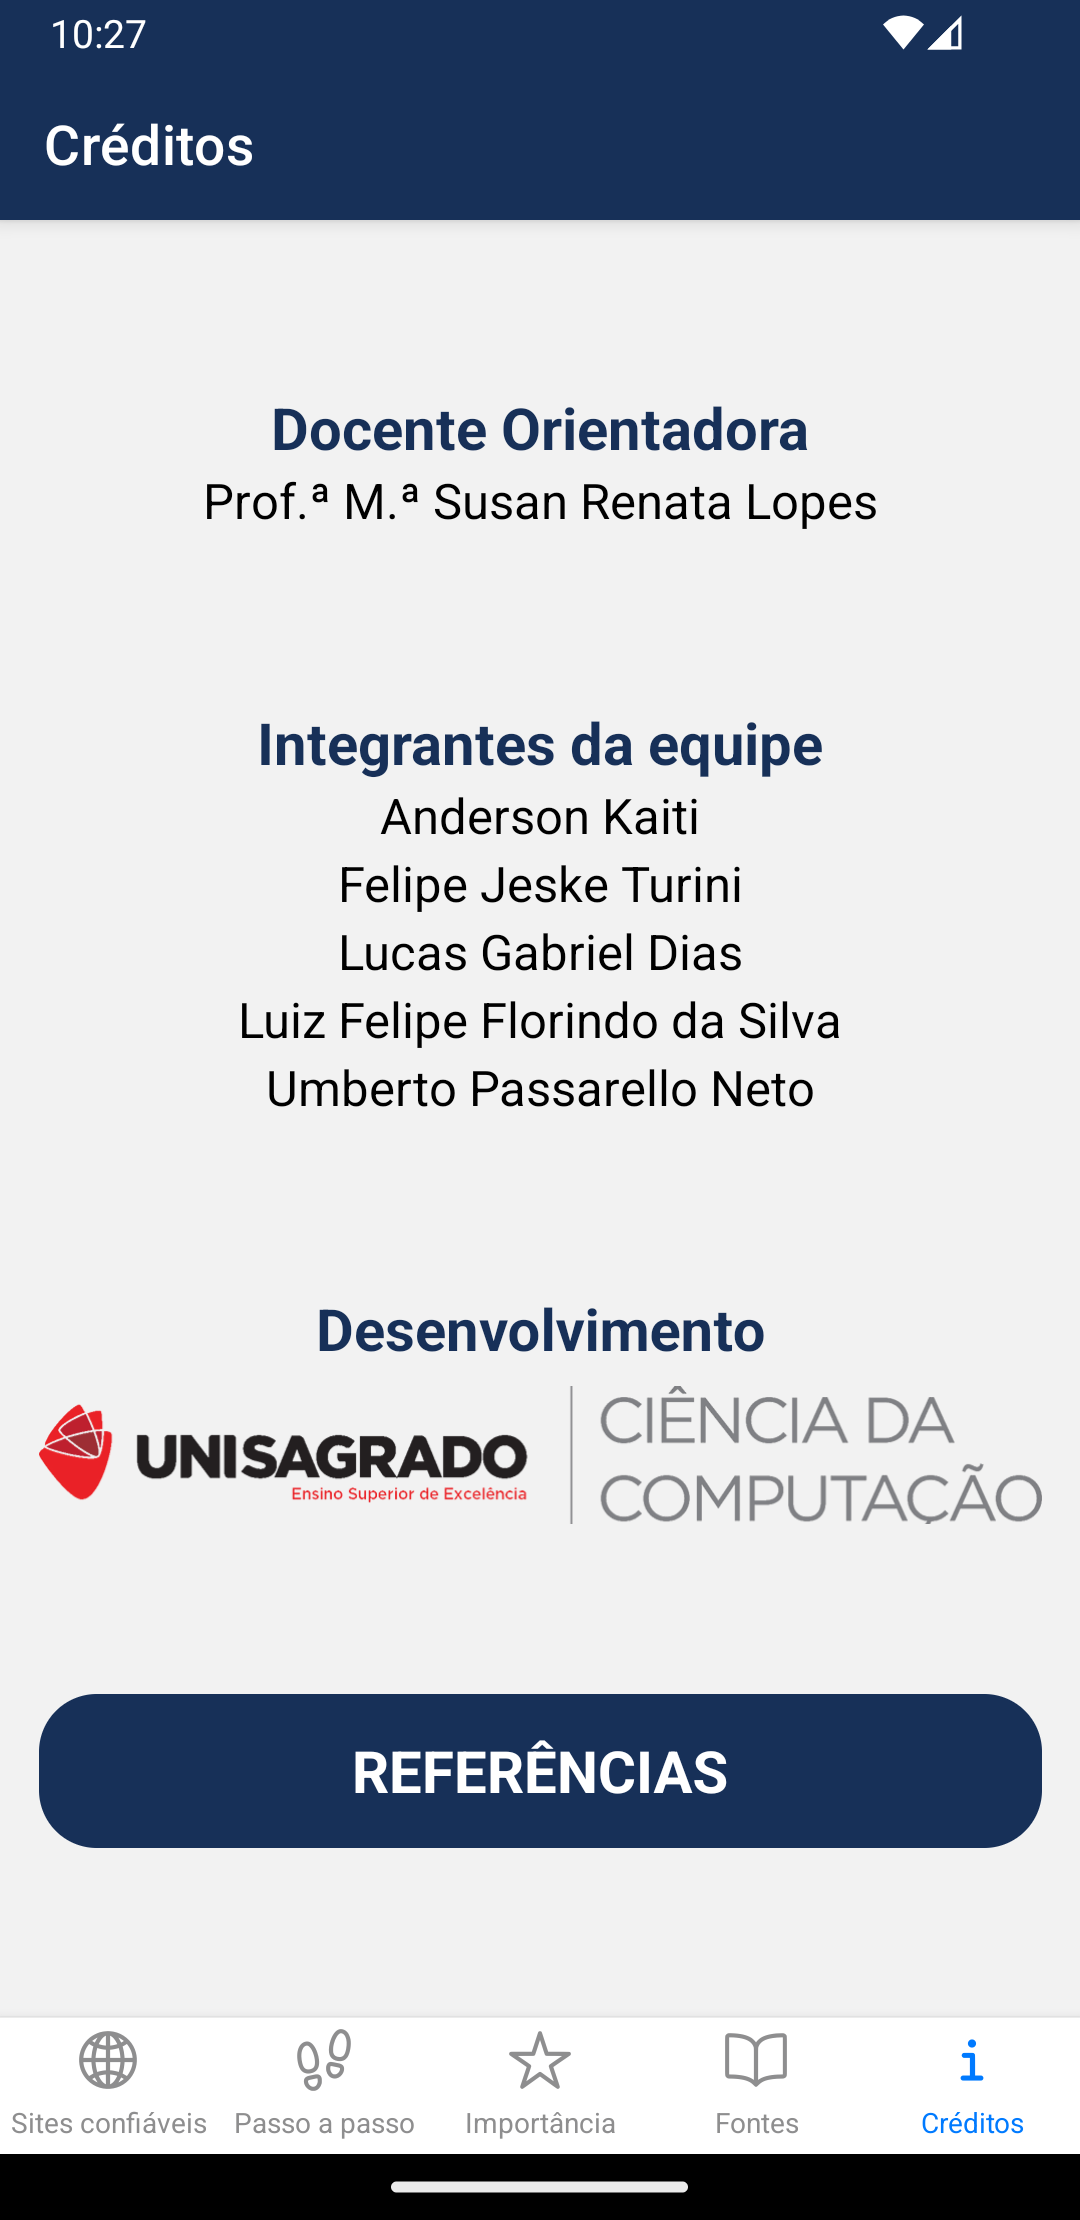 10:27
Créditos
Docente Orientadora
Prof.ª M.ª Susan Renata Lopes
Integrantes da equipe
Anderson Kaiti
Felipe Jeske Turini
Lucas Gabriel Dias
Luiz Felipe Florindo da Silva
Umberto Passarello Neto
Desenvolvimento
UNISAGRADO
Ensino Superior de Excelência
CIÊNCIA DA
COMPUTAÇÃO
REFERÊNCIAS
Sites confiáveis
Passo a passo
Importância
Fontes
Créditos